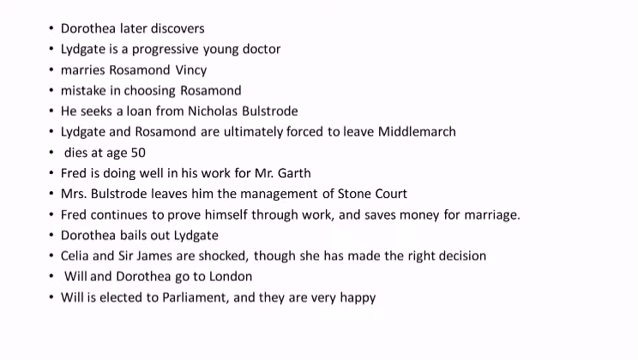 • Dorothea later discovers
• Lydgate is a progressive young doctor
• marries Rosamond Vincy
• mistake in choosing Rosamond
• He seeks a loan from Nicholas Bulstrode
• Lydgate and Rosamond are ultimately forced to leave Middlemarch
• dies at age 50
• Fred is doing well in his work for Mr. Garth
• Mrs. Bulstrode leaves him the management of Stone Court
• Fred continues to prove himself through work, and saves money for marriage.
• Dorothea bails out Lydgate
• Celia and Sir James are shocked, though she has made the right decision
• Will and Dorothea go to London
• Will is elected to Parliament, and they are very happy